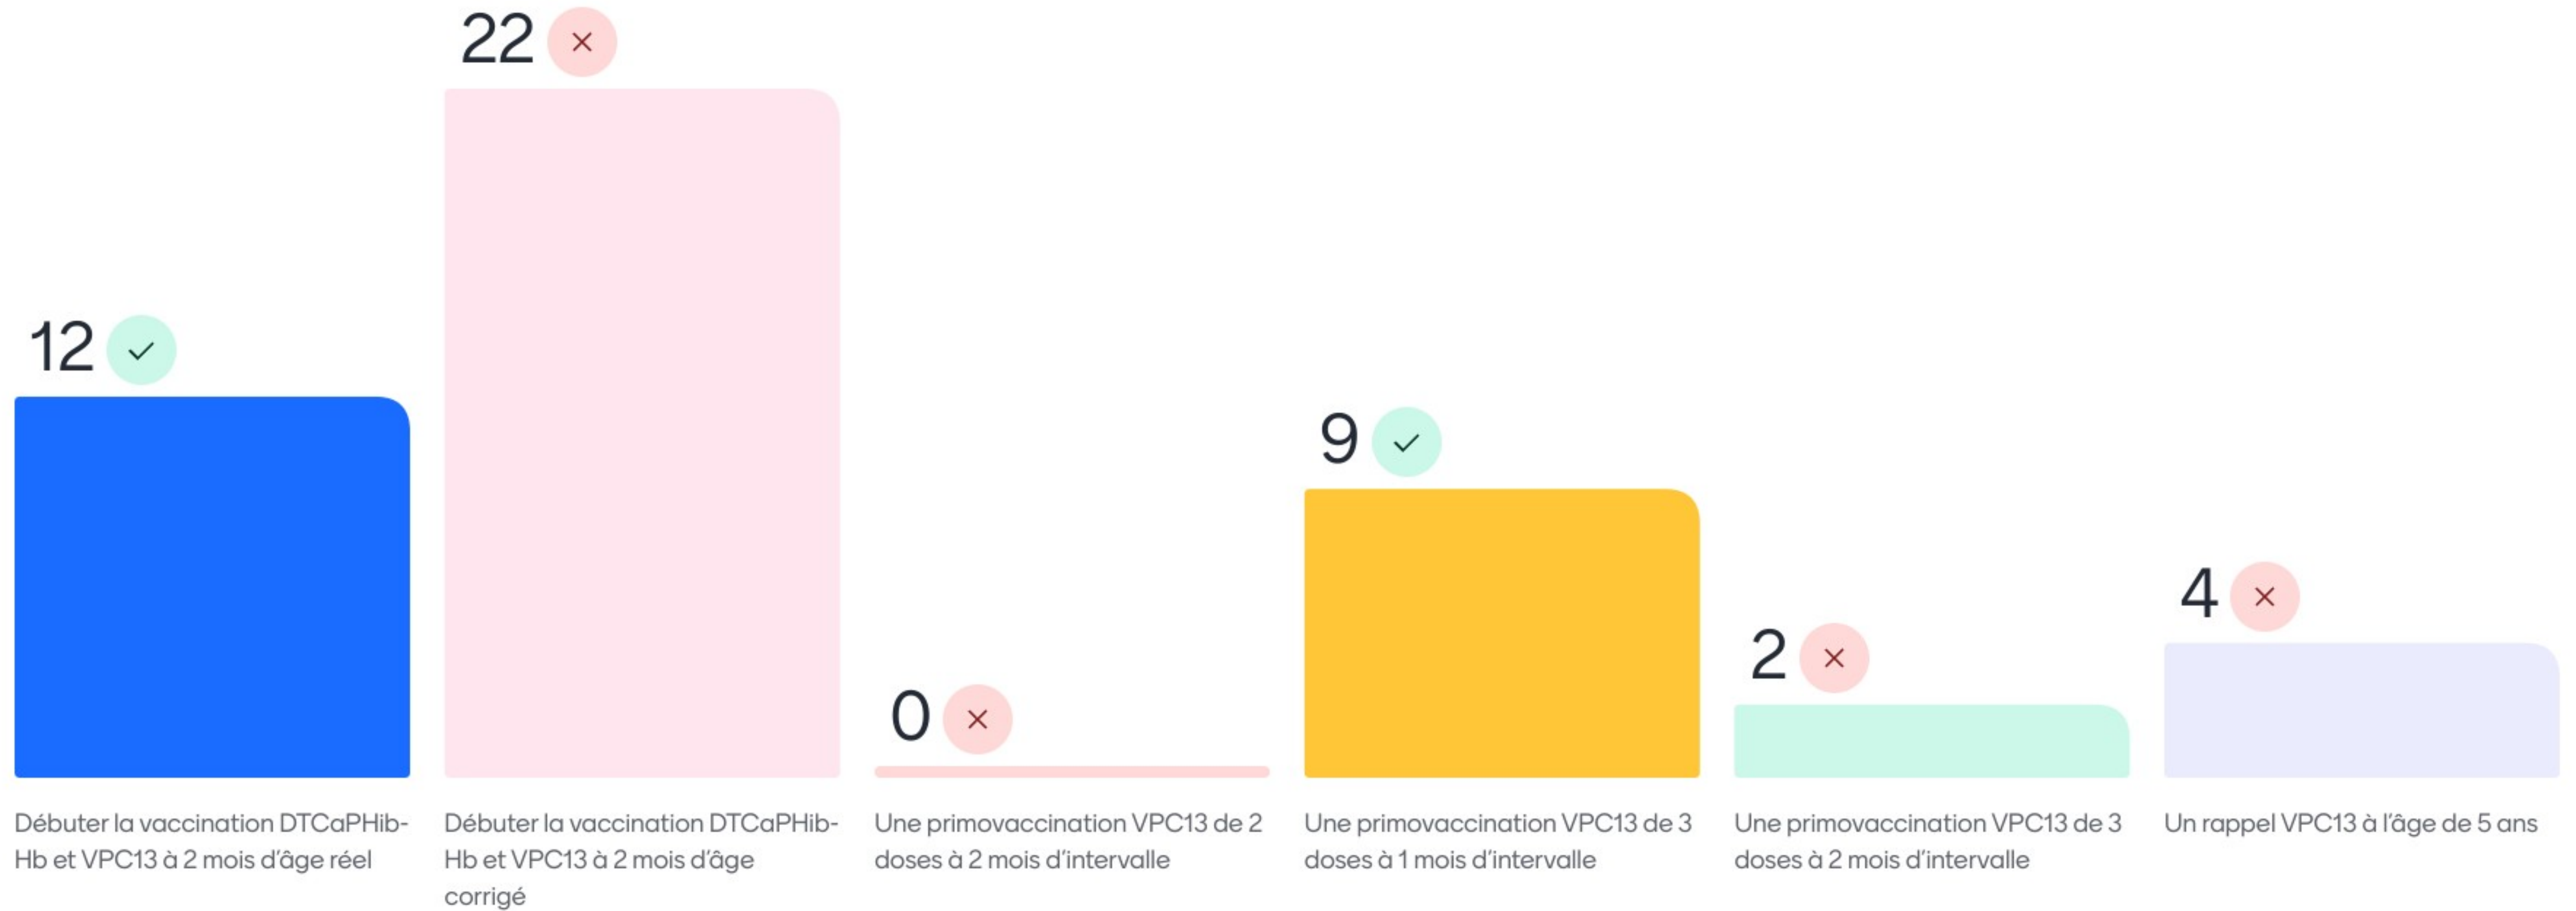 22
12
9
4
2
0
Débuter la vaccination DTCaPHib-
Hb et VPC13 à 2 mois d'âge réel
Débuter la vaccination DTCaPHib-
Hb et VPC13 à 2 mois d'âge
corrigé
Une primovaccination VPC13 de 2
doses à 2 mois d'intervalle
Une primovaccination VPC13 de 3
doses à 1 mois d'intervalle
Une primovaccination VPC13 de 3
doses à 2 mois d'intervalle
Un rappel VPC13 à l'âge de 5 ans